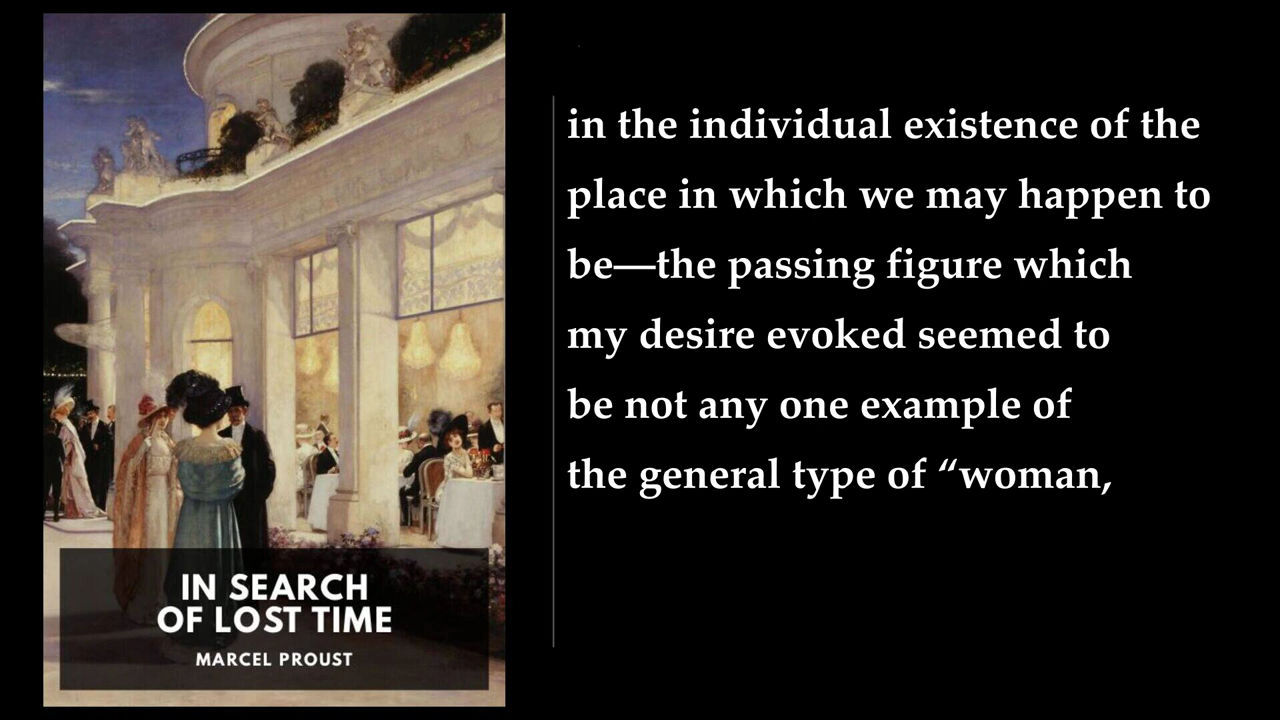 in the individual existence of the
place in which we may happen to
be—the passing figure which
my desire evoked seemed to
be not any one example of
the general type of “woman,
IN SEARCH
OF LOST TIME
MARCEL PROUST